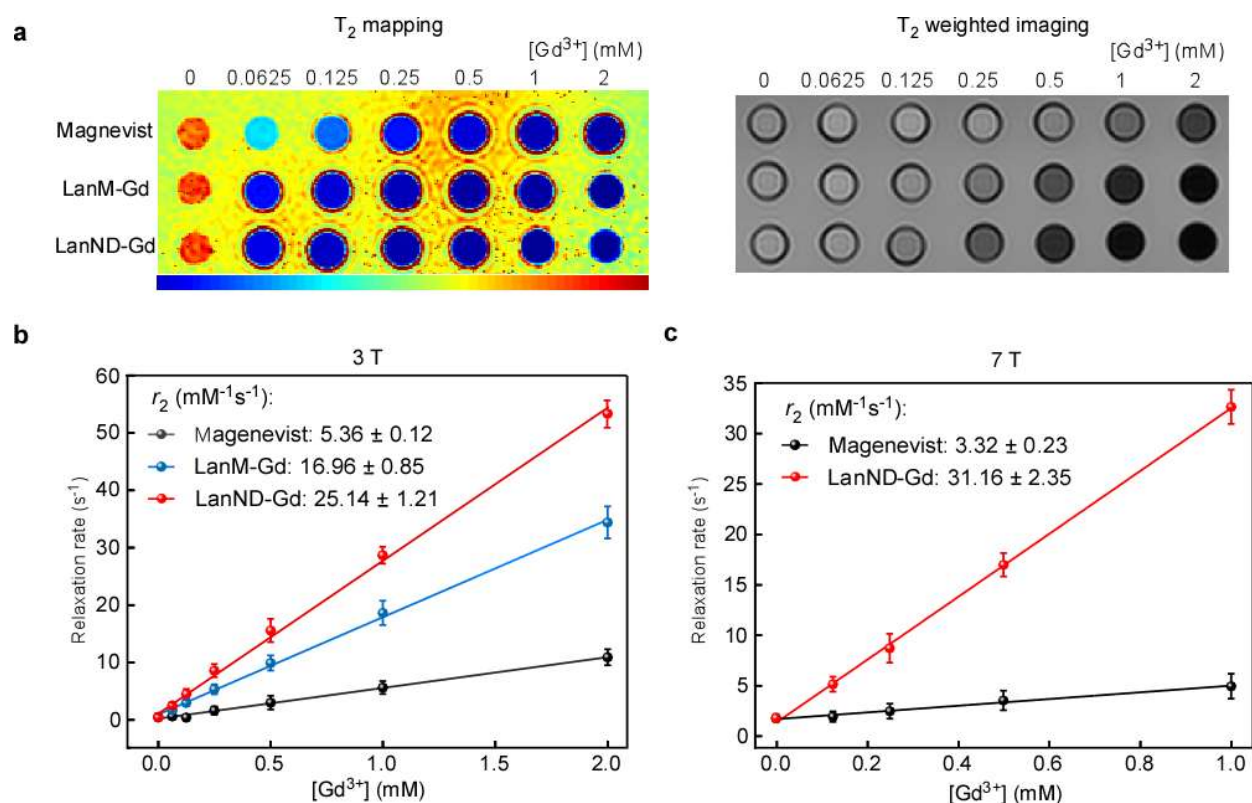 a
T₂ mapping
[Gd³⁺] (mM)
0 0.0625 0.125 0.25 0.5 1 2
Magnevist
LanM-Gd
LanND-Gd
T₂ weighted imaging
[Gd³⁺] (mM)
0 0.0625 0.125 0.25 0.5 1 2
b
3 T
r₂ (mM⁻¹s⁻¹):
Magenevist: 5.36 ± 0.12
LanM-Gd: 16.96 ± 0.85
LanND-Gd: 25.14 ± 1.21
Relaxation rate (s⁻¹)
60
50
40
30
20
10
0
0.0 0.5 1.0 1.5 2.0
[Gd³⁺] (mM)
c
7 T
r₂ (mM⁻¹s⁻¹):
Magenevist: 3.32 ± 0.23
LanND-Gd: 31.16 ± 2.35
Relaxation rate (s⁻¹)
35
30
25
20
15
10
5
0
0.0 0.2 0.4 0.6 0.8 1.0
[Gd³⁺] (mM)